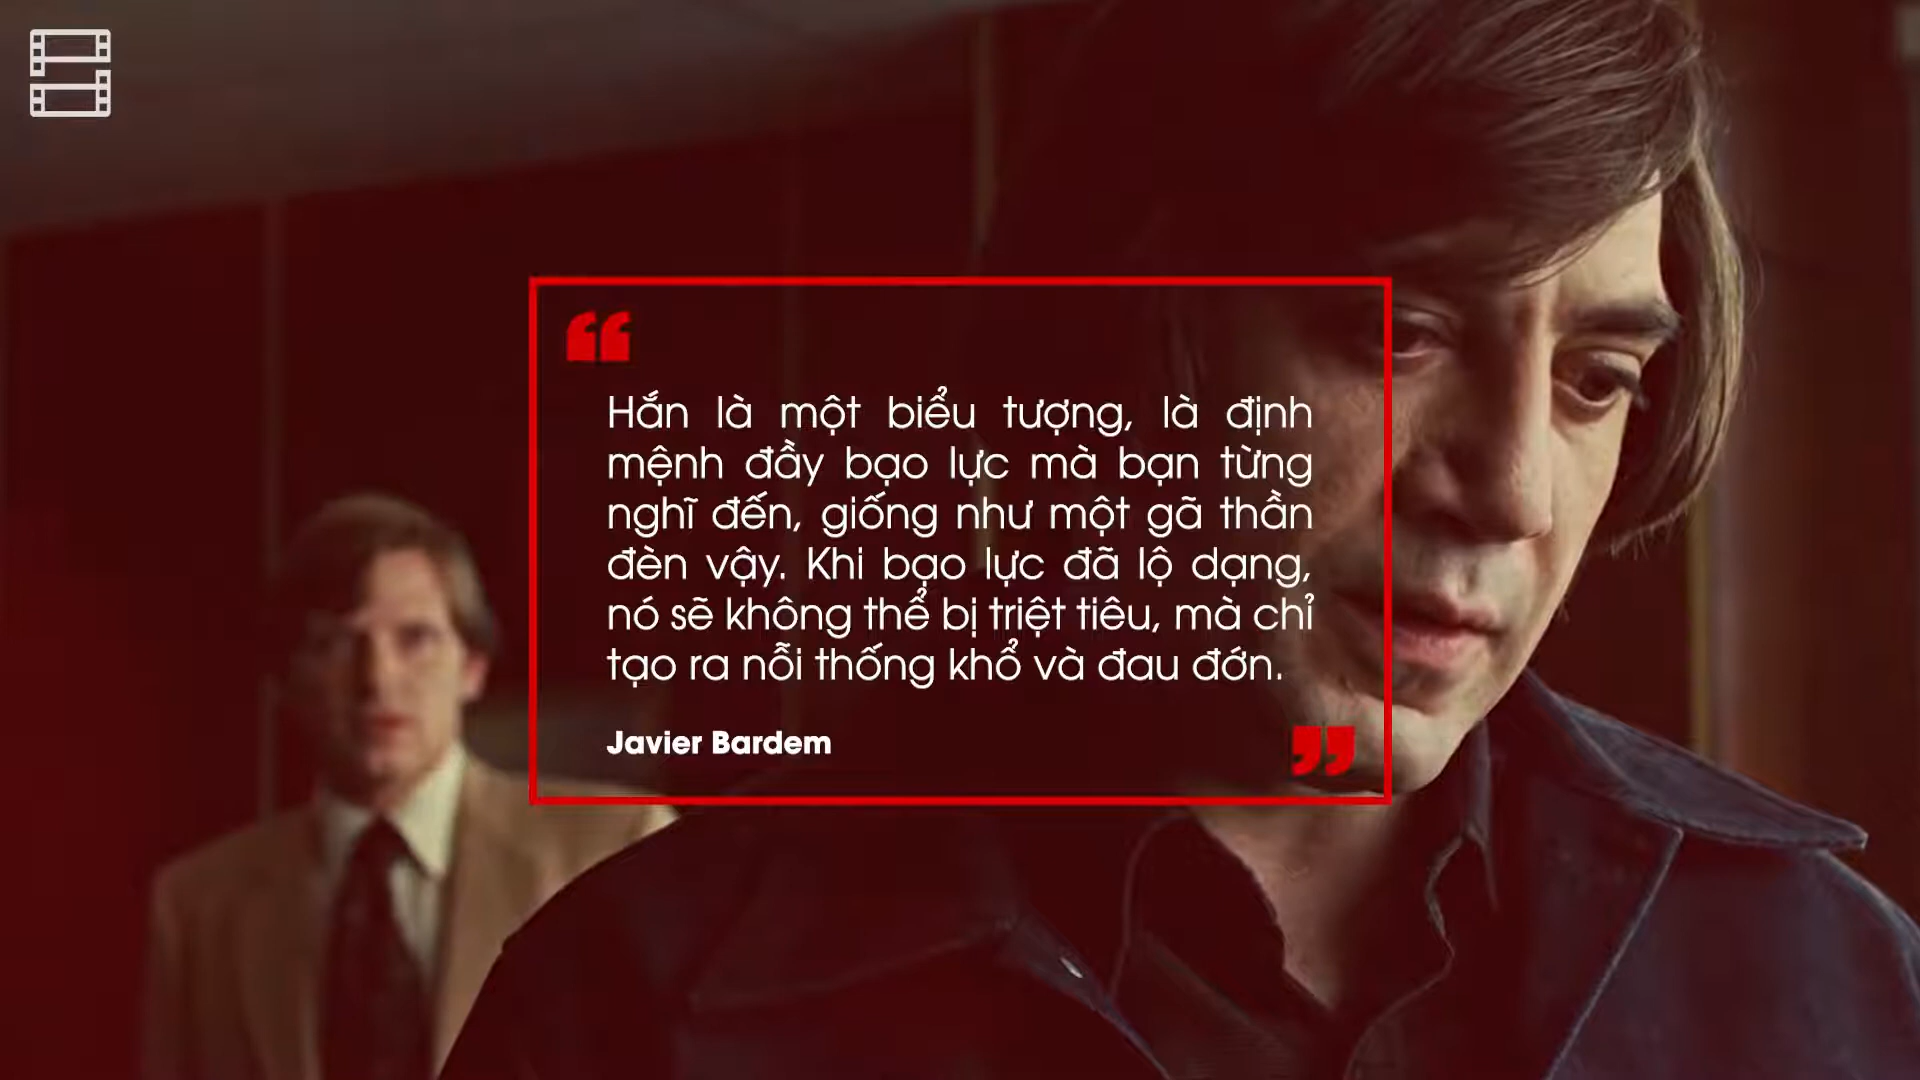 Hắn là một biểu tượng, là định
mệnh đầy bạo lực mà bạn từng
nghĩ đến, giống như một gã thần
đèn vậy. Khi bạo lực đã lộ dạng,
nó sẽ không thể bị triệt tiêu, mà chỉ
tạo ra nỗi thống khổ và đau đớn.
Javier Bardem